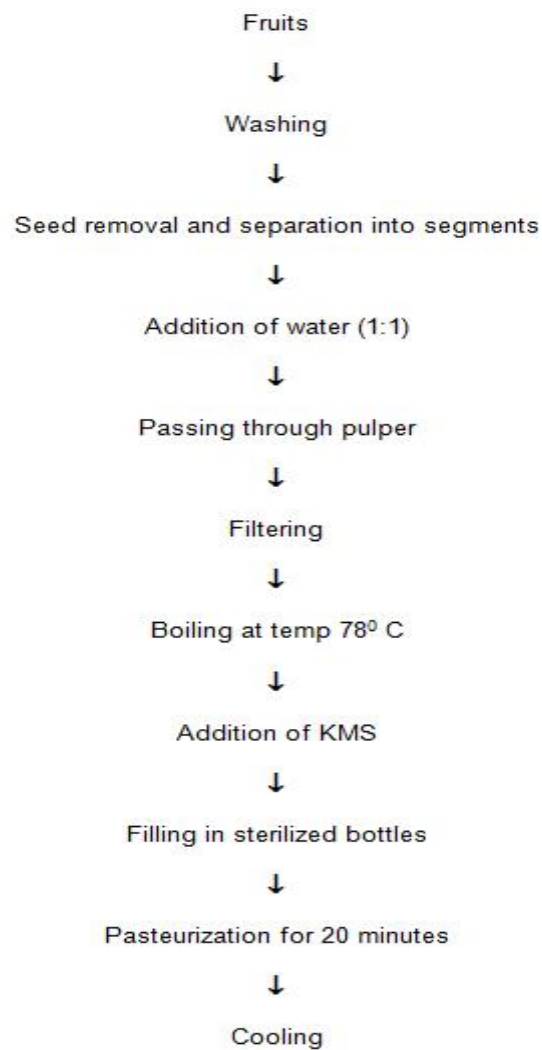 Fruits
↓
Washing
↓
Seed removal and separation into segments
↓
Addition of water (1:1)
↓
Passing through pulper
↓
Filtering
↓
Boiling at temp 78⁰ C
↓
Addition of KMS
↓
Filling in sterilized bottles
↓
Pasteurization for 20 minutes
↓
Cooling